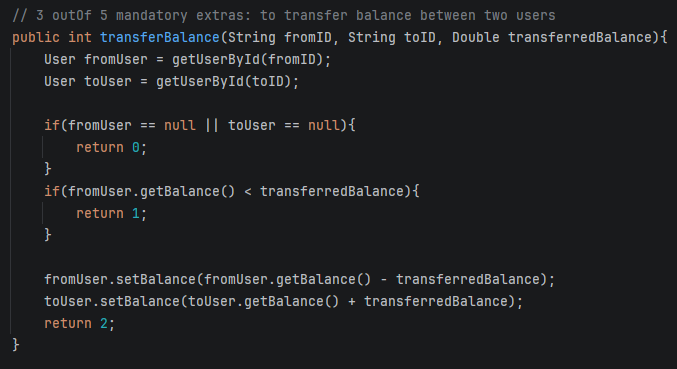 // 3 outOf 5 mandatory extras: to transfer balance between two users
public int transferBalance(String fromID, String toID, Double transferredBalance){
    User fromUser = getUserById(fromID);
    User toUser = getUserById(toID);

    if(fromUser == null || toUser == null){
        return 0;
    }
    if(fromUser.getBalance() < transferredBalance){
        return 1;
    }

    fromUser.setBalance(fromUser.getBalance() - transferredBalance);
    toUser.setBalance(toUser.getBalance() + transferredBalance);
    return 2;
}